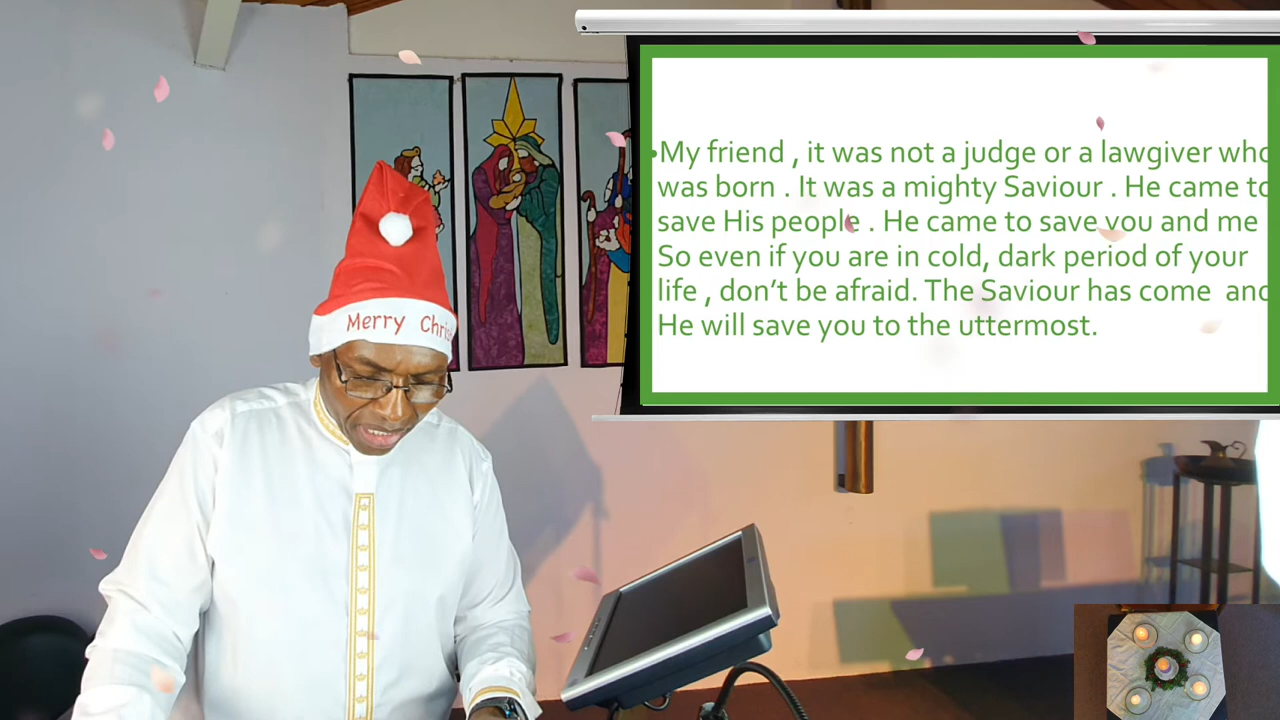 •My friend , it was not a judge or a lawgiver who
was born . It was a mighty Saviour . He came to
save His people . He came to save you and me
So even if you are in cold, dark period of your
life , don't be afraid. The Saviour has come and
He will save you to the uttermost.
Merry Chris